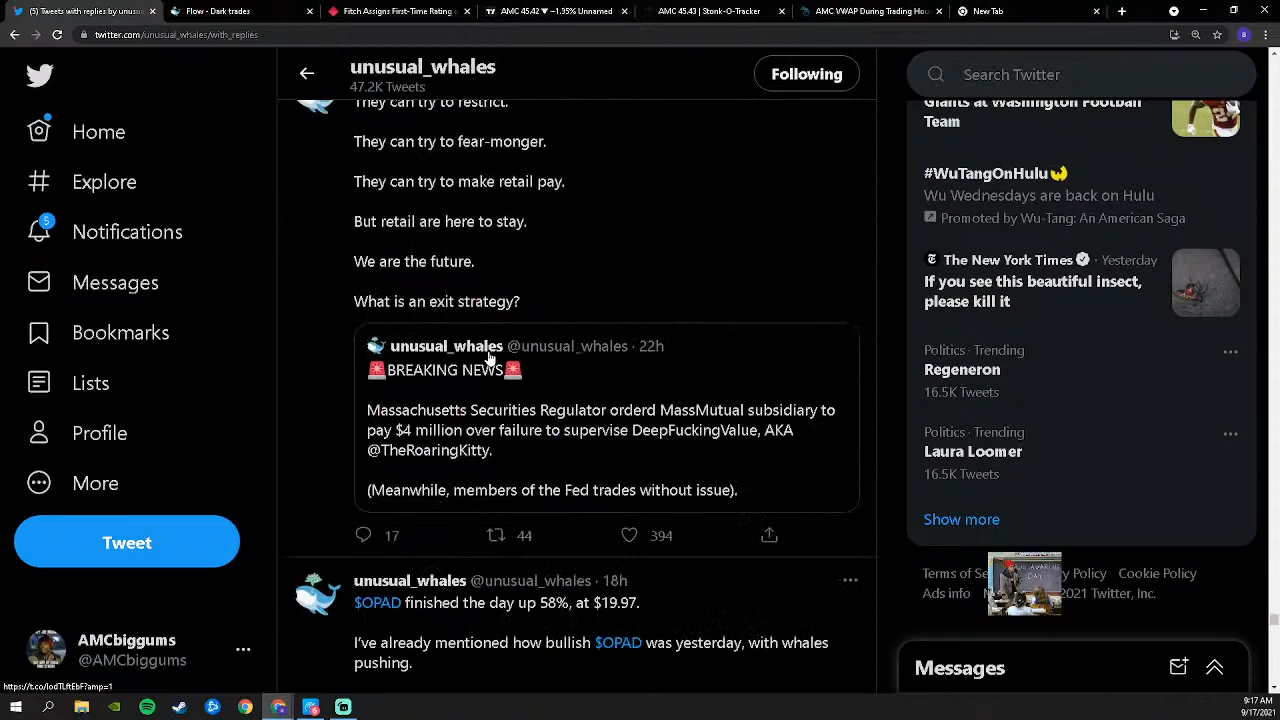 (5) Tweets with replies by unusu
Flow - Dark trades
Fitch Assigns First-Time Rating
AMC 45.42 ▼ −1.35% Unnamed
AMC 45.43 | Stonk-O-Tracker
AMC VWAP During Trading Hou
New Tab
twitter.com/unusual_whales/with_replies
a
unusual_whales
47.2K Tweets
Following
Search Twitter
Home
Explore
5
Notifications
Messages
Bookmarks
Lists
Profile
More
Tweet
AMCbiggums
@AMCbiggums
They can try to restrict.
They can try to fear-monger.
They can try to make retail pay.
But retail are here to stay.
We are the future.
What is an exit strategy?
unusual_whales @unusual_whales · 22h
🚨BREAKING NEWS🚨
Massachusetts Securities Regulator orderd MassMutual subsidiary to
pay $4 million over failure to supervise DeepFuckingValue, AKA
@TheRoaringKitty.
(Meanwhile, members of the Fed trades without issue).
17 44 394
unusual_whales @unusual_whales · 18h
$OPAD finished the day up 58%, at $19.97.
I've already mentioned how bullish $OPAD was yesterday, with whales
pushing.
Giants at Washington Football
Team
#WuTangOnHulu
Wu Wednesdays are back on Hulu
Promoted by Wu-Tang: An American Saga
The New York Times · Yesterday
If you see this beautiful insect,
please kill it
Politics · Trending
Regeneron
16.5K Tweets
Politics · Trending
Laura Loomer
16.5K Tweets
Show more
Terms of Se y Policy Cookie Policy
Ads info 2021 Twitter, Inc.
Messages
https://t.co/lodTLftEbF?amp=1
9:17 AM
9/17/2021